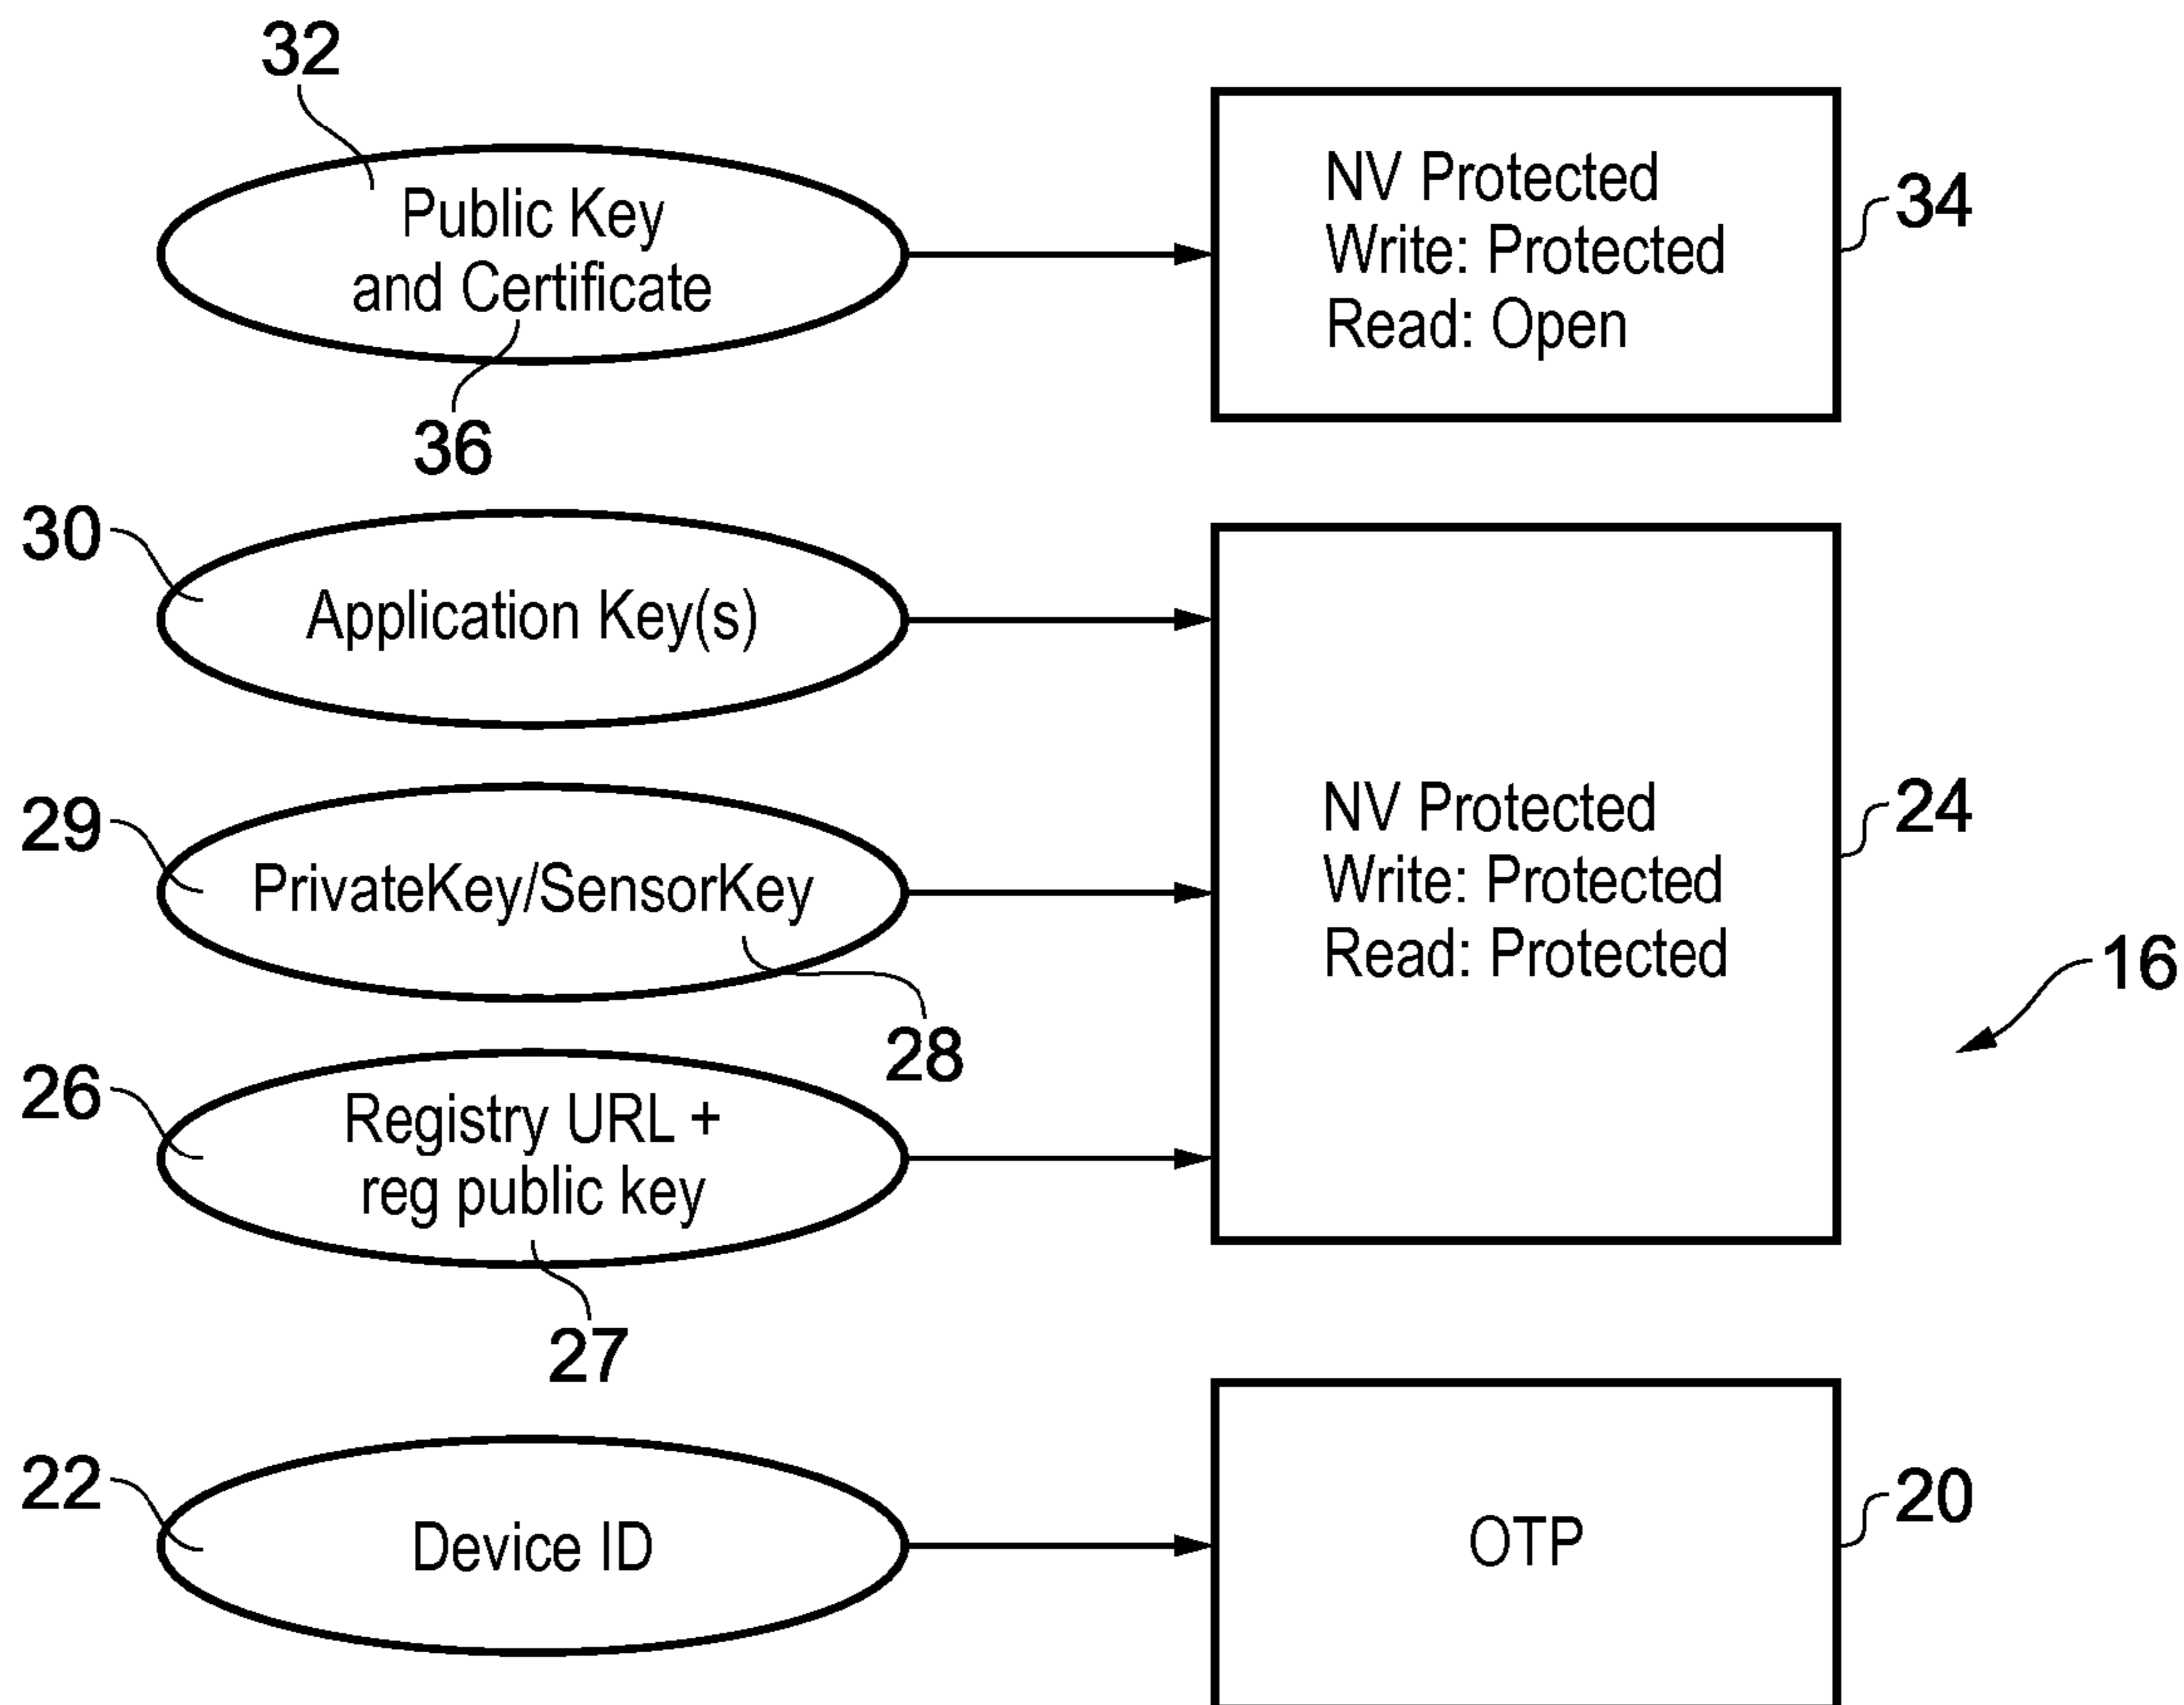 32
Public Key
and Certificate
36
NV Protected
Write: Protected
Read: Open
34
30
Application Key(s)
29
PrivateKey/SensorKey
28
NV Protected
Write: Protected
Read: Protected
24
16
26
Registry URL +
reg public key
27
22
Device ID
OTP
20